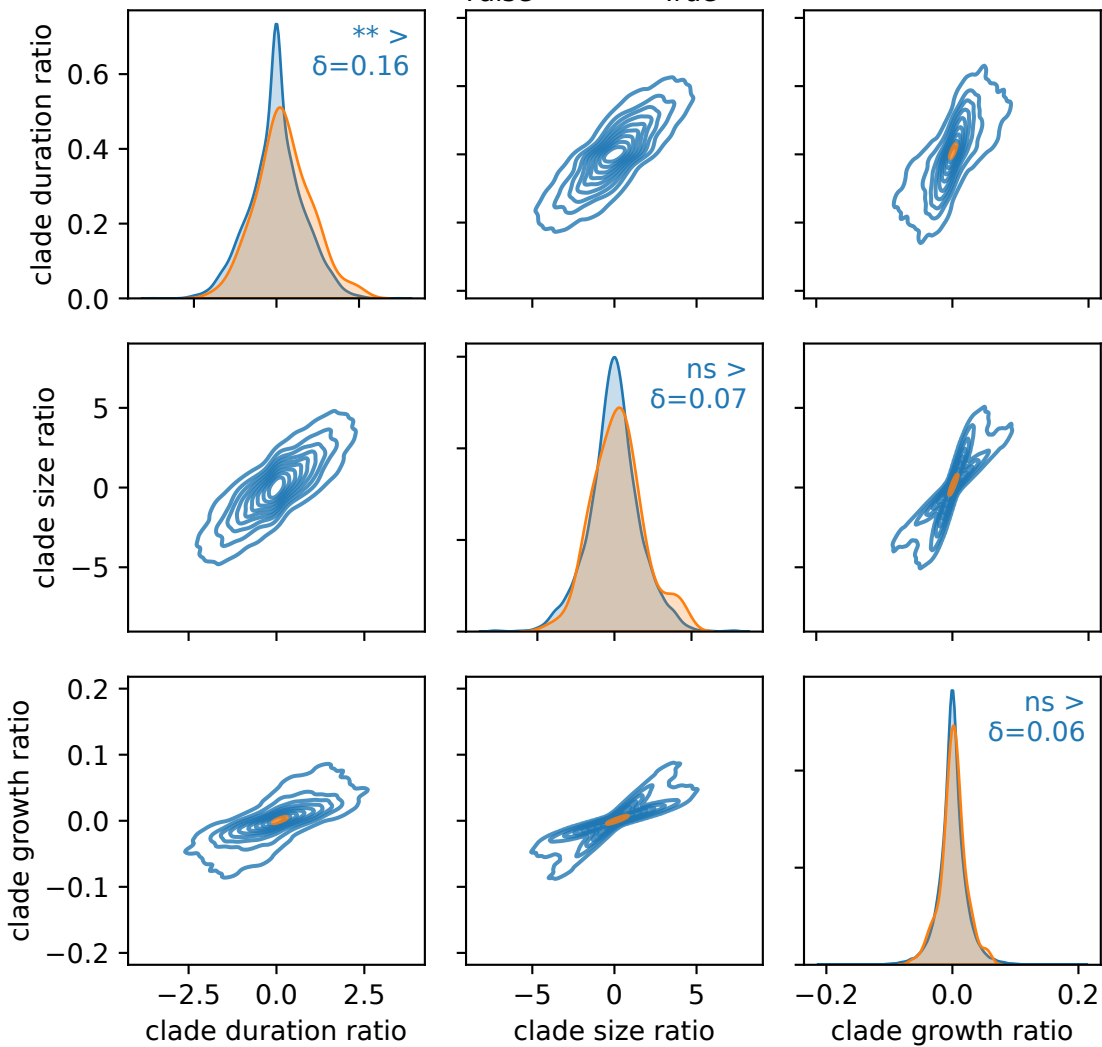 ** >
δ=0.16
clade duration ratio
0.6
0.4
0.2
0.0
ns >
δ=0.07
clade size ratio
5
0
−5
ns >
δ=0.06
clade growth ratio
0.2
0.1
0.0
−0.1
−0.2
−2.5 0.0 2.5
−5 0 5
−0.2 0.0 0.2
clade duration ratio
clade size ratio
clade growth ratio